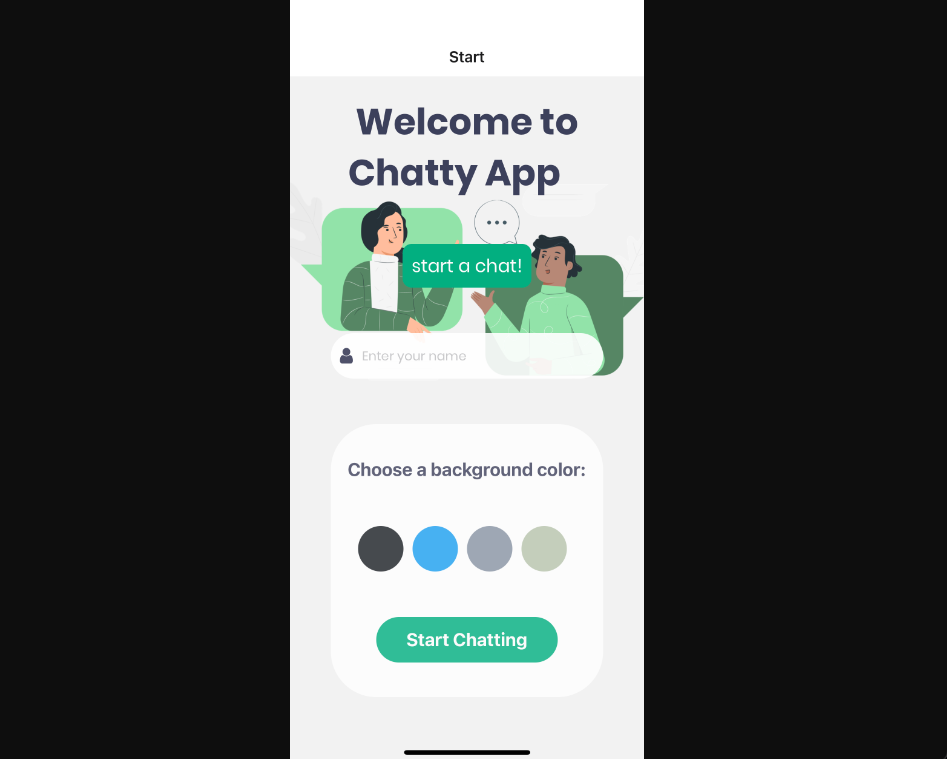 Start
Welcome to
Chatty App
start a chat!
Enter your name
Choose a background color:
Start Chatting